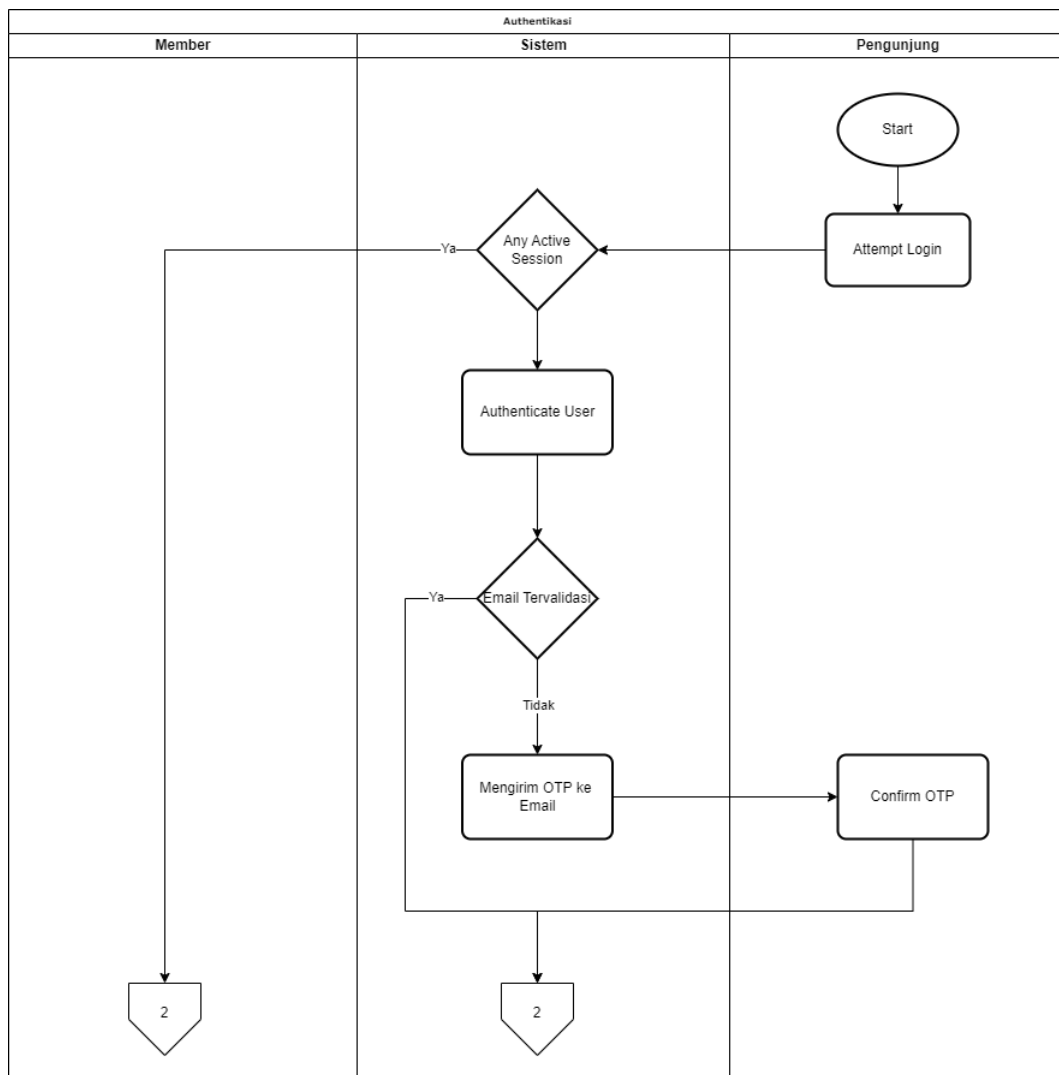 Authentikasi
Member
Sistem
Pengunjung
Start
Attempt Login
Any Active
Session
Ya
Authenticate User
Email Tervalidasi
Ya
Tidak
Mengirim OTP ke
Email
Confirm OTP
2
2